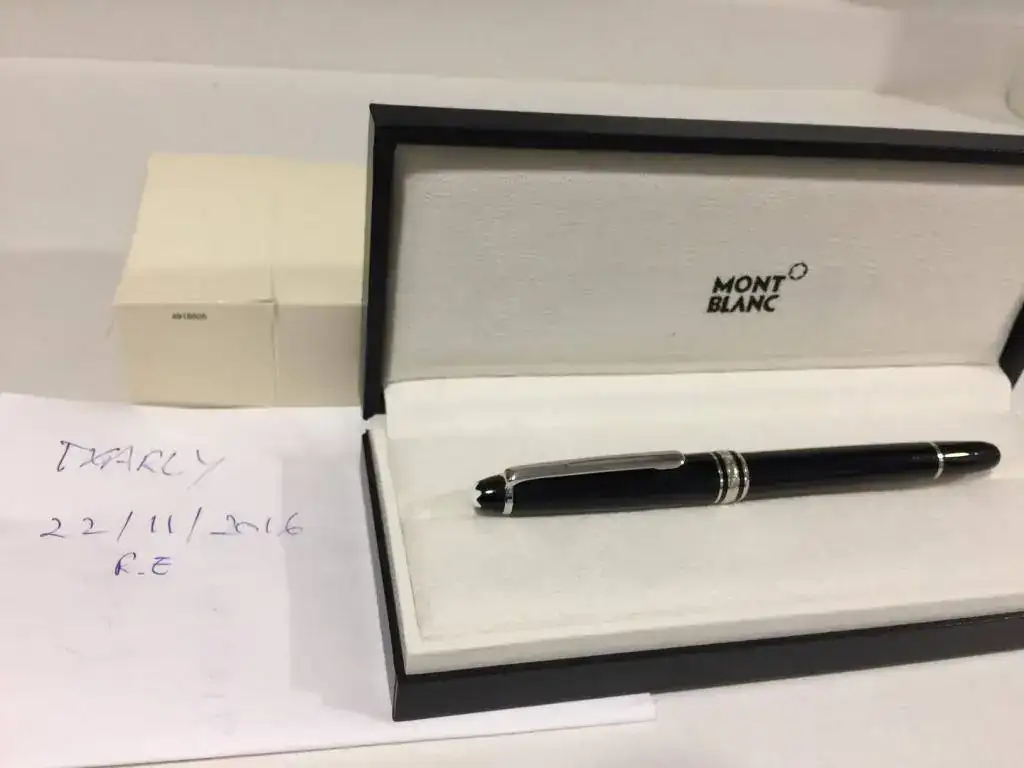 MONT
BLANC
TXARLY
22/11/2016
R.E